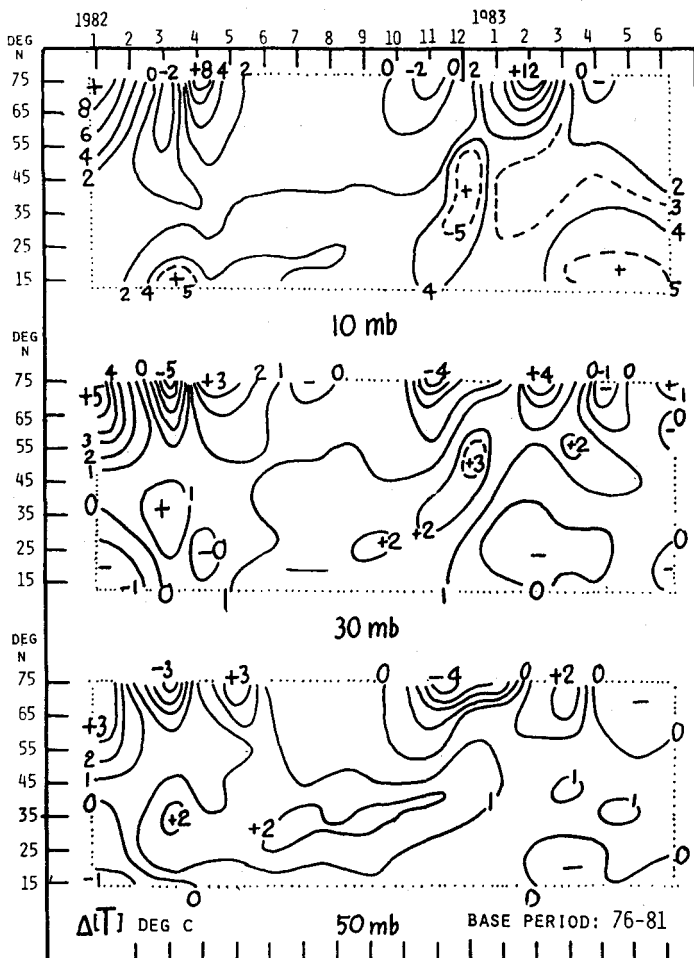 1982 1983
DEG N 1 2 3 4 5 6 7 8 9 10 11 12 1 2 3 4 5 6
75 + 0 -2 +8 4 2 0 -2 0 2 +12 0 -
65 8
55 6
4
45 2 + 2
35 3
-5 4
25
15 + +
2 4 5 4 5
10 mb
DEG N
75 4 0 -5 +3 2 1 - 0 -4 +4 0 -1 0 +
+5 - 1
65
3 0
55 2 +2 -
1 +3
45
35 0 + 1
+2
25 -0 +2 -
15 - - -
-1 0 1 1 0
30 mb
DEG N
75 -3 +3 0 -4 0 +2 0
-
65 +3
0
55 2
45 1
0 1 1
35 +2 +2 1
25 0
15 -1 -
0 0
Δ[T] DEG C 50 mb BASE PERIOD: 76-81